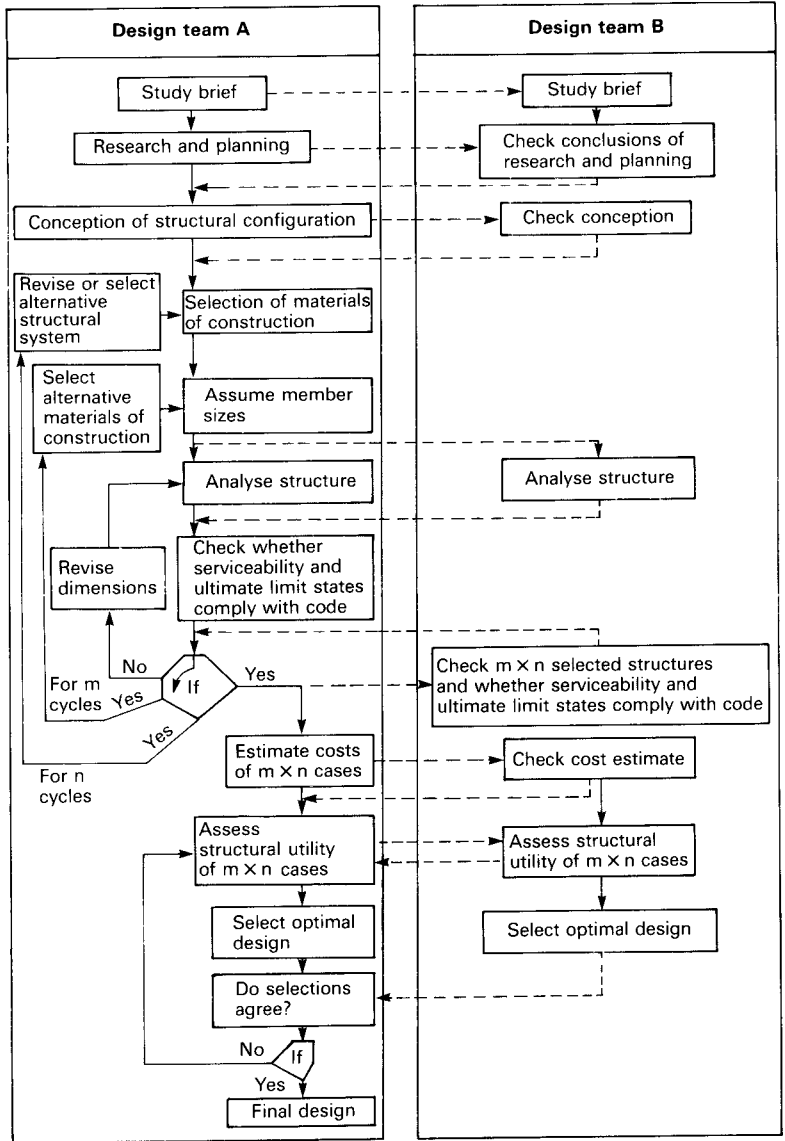 Design team A
Design team B
Study brief
Study brief
Research and planning
Check conclusions of
research and planning
Conception of structural configuration
Check conception
Revise or select
alternative
structural
system
Selection of materials
of construction
Select
alternative
materials of
construction
Assume member
sizes
Analyse structure
Analyse structure
Revise
dimensions
Check whether
serviceability and
ultimate limit states
comply with code
No
If
Yes
For m
cycles
Yes
Yes
For n
cycles
Check m × n selected structures
and whether serviceability and
ultimate limit states comply with code
Estimate costs
of m × n cases
Check cost estimate
Assess
structural utility
of m × n cases
Assess structural
utility of m × n cases
Select optimal
design
Select optimal design
Do selections
agree?
No
If
Yes
Final design